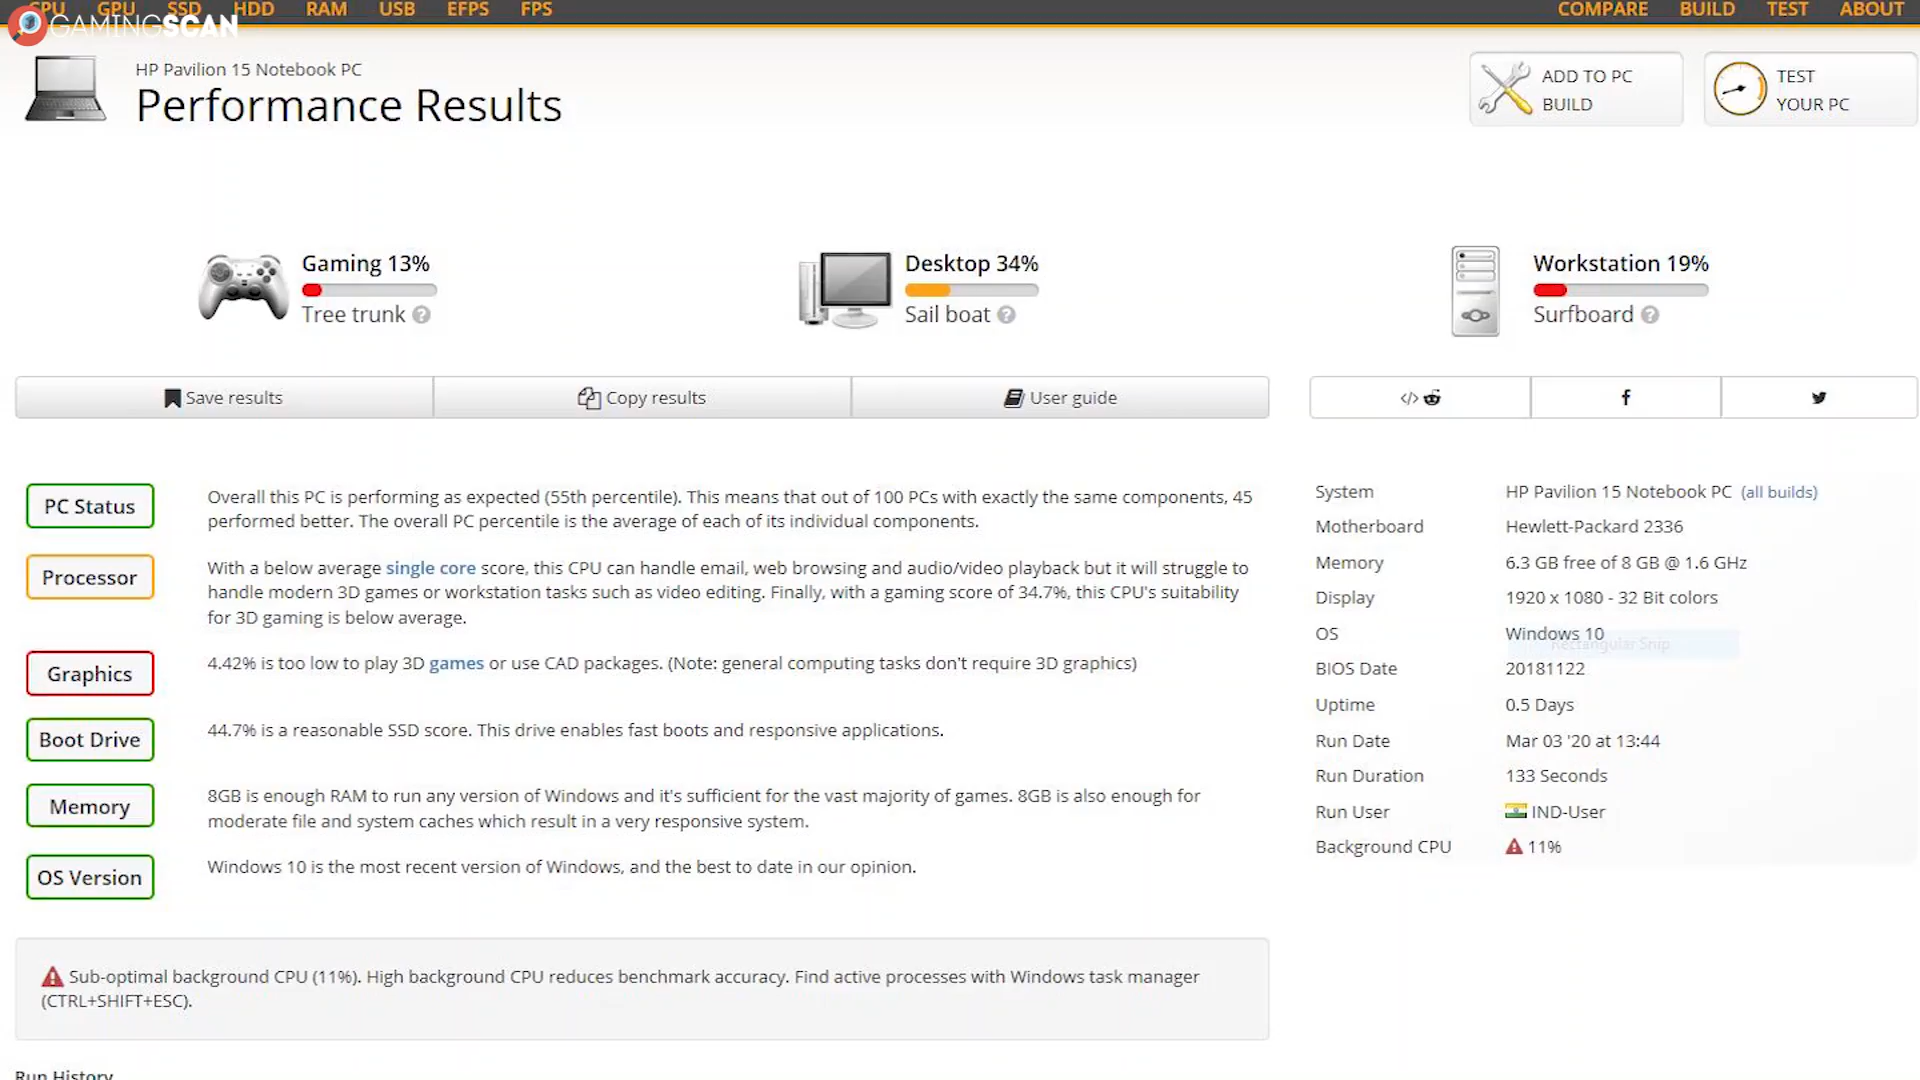 CPU GPU SSD HDD RAM USB EFPS FPS COMPARE BUILD TEST ABOUT
GAMINGSCAN
HP Pavilion 15 Notebook PC
Performance Results
ADD TO PC
BUILD
TEST
YOUR PC
Gaming 13%
Tree trunk ?
Desktop 34%
Sail boat ?
Workstation 19%
Surfboard ?
Save results
Copy results
User guide
</>
PC Status
Overall this PC is performing as expected (55th percentile). This means that out of 100 PCs with exactly the same components, 45
performed better. The overall PC percentile is the average of each of its individual components.
Processor
With a below average single core score, this CPU can handle email, web browsing and audio/video playback but it will struggle to
handle modern 3D games or workstation tasks such as video editing. Finally, with a gaming score of 34.7%, this CPU's suitability
for 3D gaming is below average.
Graphics
4.42% is too low to play 3D games or use CAD packages. (Note: general computing tasks don't require 3D graphics)
Boot Drive
44.7% is a reasonable SSD score. This drive enables fast boots and responsive applications.
Memory
8GB is enough RAM to run any version of Windows and it's sufficient for the vast majority of games. 8GB is also enough for
moderate file and system caches which result in a very responsive system.
OS Version
Windows 10 is the most recent version of Windows, and the best to date in our opinion.
System HP Pavilion 15 Notebook PC (all builds)
Motherboard Hewlett-Packard 2336
Memory 6.3 GB free of 8 GB @ 1.6 GHz
Display 1920 x 1080 - 32 Bit colors
OS Windows 10
Rectangular Snip
BIOS Date 20181122
Uptime 0.5 Days
Run Date Mar 03 '20 at 13:44
Run Duration 133 Seconds
Run User IND-User
Background CPU 11%
Sub-optimal background CPU (11%). High background CPU reduces benchmark accuracy. Find active processes with Windows task manager
(CTRL+SHIFT+ESC).
Run History